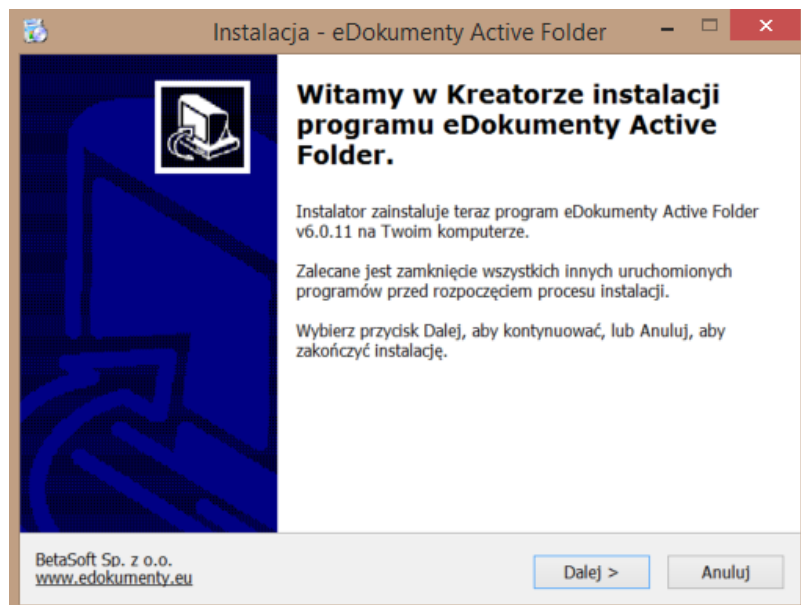 Instalacja - eDokumenty Active Folder
Witamy w Kreatorze instalacji
programu eDokumenty Active
Folder.
Instalator zainstaluje teraz program eDokumenty Active Folder
v6.0.11 na Twoim komputerze.
Zalecane jest zamknięcie wszystkich innych uruchomionych
programów przed rozpoczęciem procesu instalacji.
Wybierz przycisk Dalej, aby kontynuować, lub Anuluj, aby
zakończyć instalację.
BetaSoft Sp. z o.o.
www.edokumenty.eu
Dalej >
Anuluj